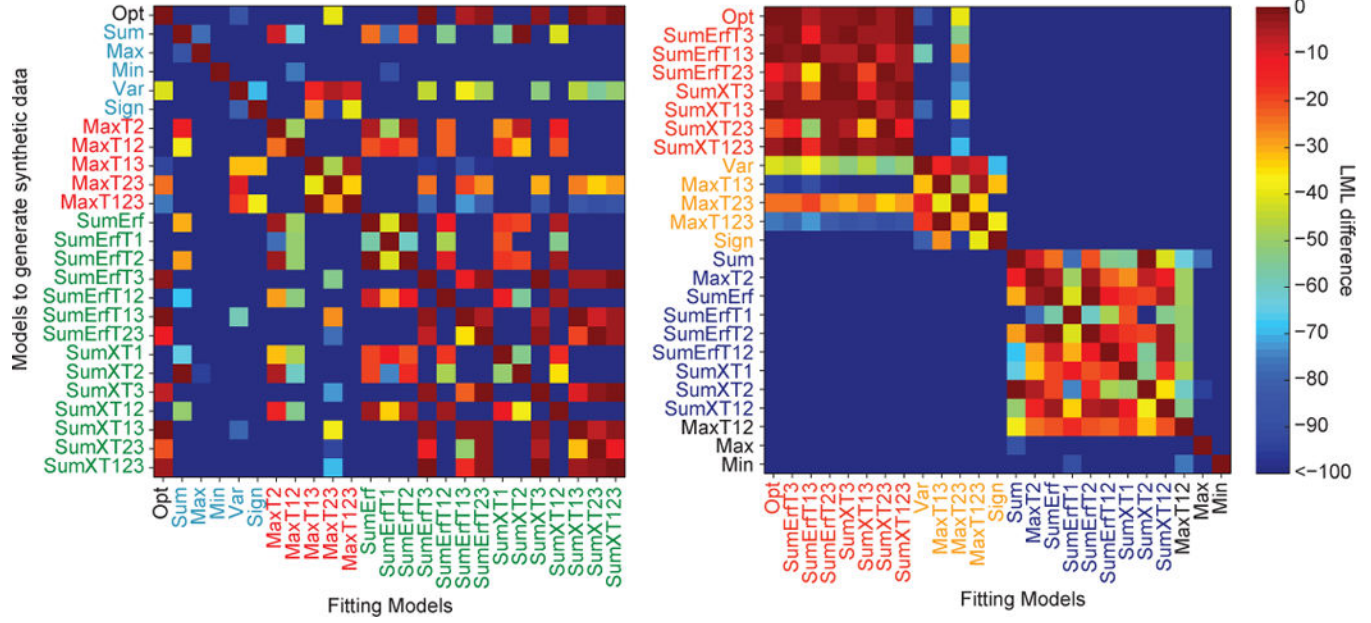 Models to generate synthetic data
Opt
Sum
Max
Min
Var
Sign
MaxT2
MaxT12
MaxT13
MaxT23
MaxT123
SumErf
SumErfT1
SumErfT2
SumErfT3
SumErfT12
SumErfT13
SumErfT23
SumXT1
SumXT2
SumXT3
SumXT12
SumXT13
SumXT23
SumXT123
Opt
Sum
Max
Min
Var
Sign
MaxT2
MaxT12
MaxT13
MaxT23
MaxT123
SumErf
SumErfT1
SumErfT2
SumErfT3
SumErfT12
SumErfT13
SumErfT23
SumXT1
SumXT2
SumXT3
SumXT12
SumXT13
SumXT23
SumXT123
Fitting Models
Opt
SumErfT3
SumErfT13
SumErfT23
SumXT3
SumXT13
SumXT23
SumXT123
Var
MaxT13
MaxT23
MaxT123
Sign
Sum
MaxT2
SumErf
SumErfT1
SumErfT2
SumErfT12
SumXT1
SumXT2
SumXT12
MaxT12
Max
Min
Opt
SumErfT3
SumErfT13
SumErfT23
SumXT3
SumXT13
SumXT23
SumXT123
Var
MaxT13
MaxT23
MaxT123
Sign
Sum
MaxT2
SumErf
SumErfT1
SumErfT2
SumErfT12
SumXT1
SumXT2
SumXT12
MaxT12
Max
Min
Fitting Models
0
−10
−20
−30
−40
−50
−60
−70
−80
−90
<−100
LML difference